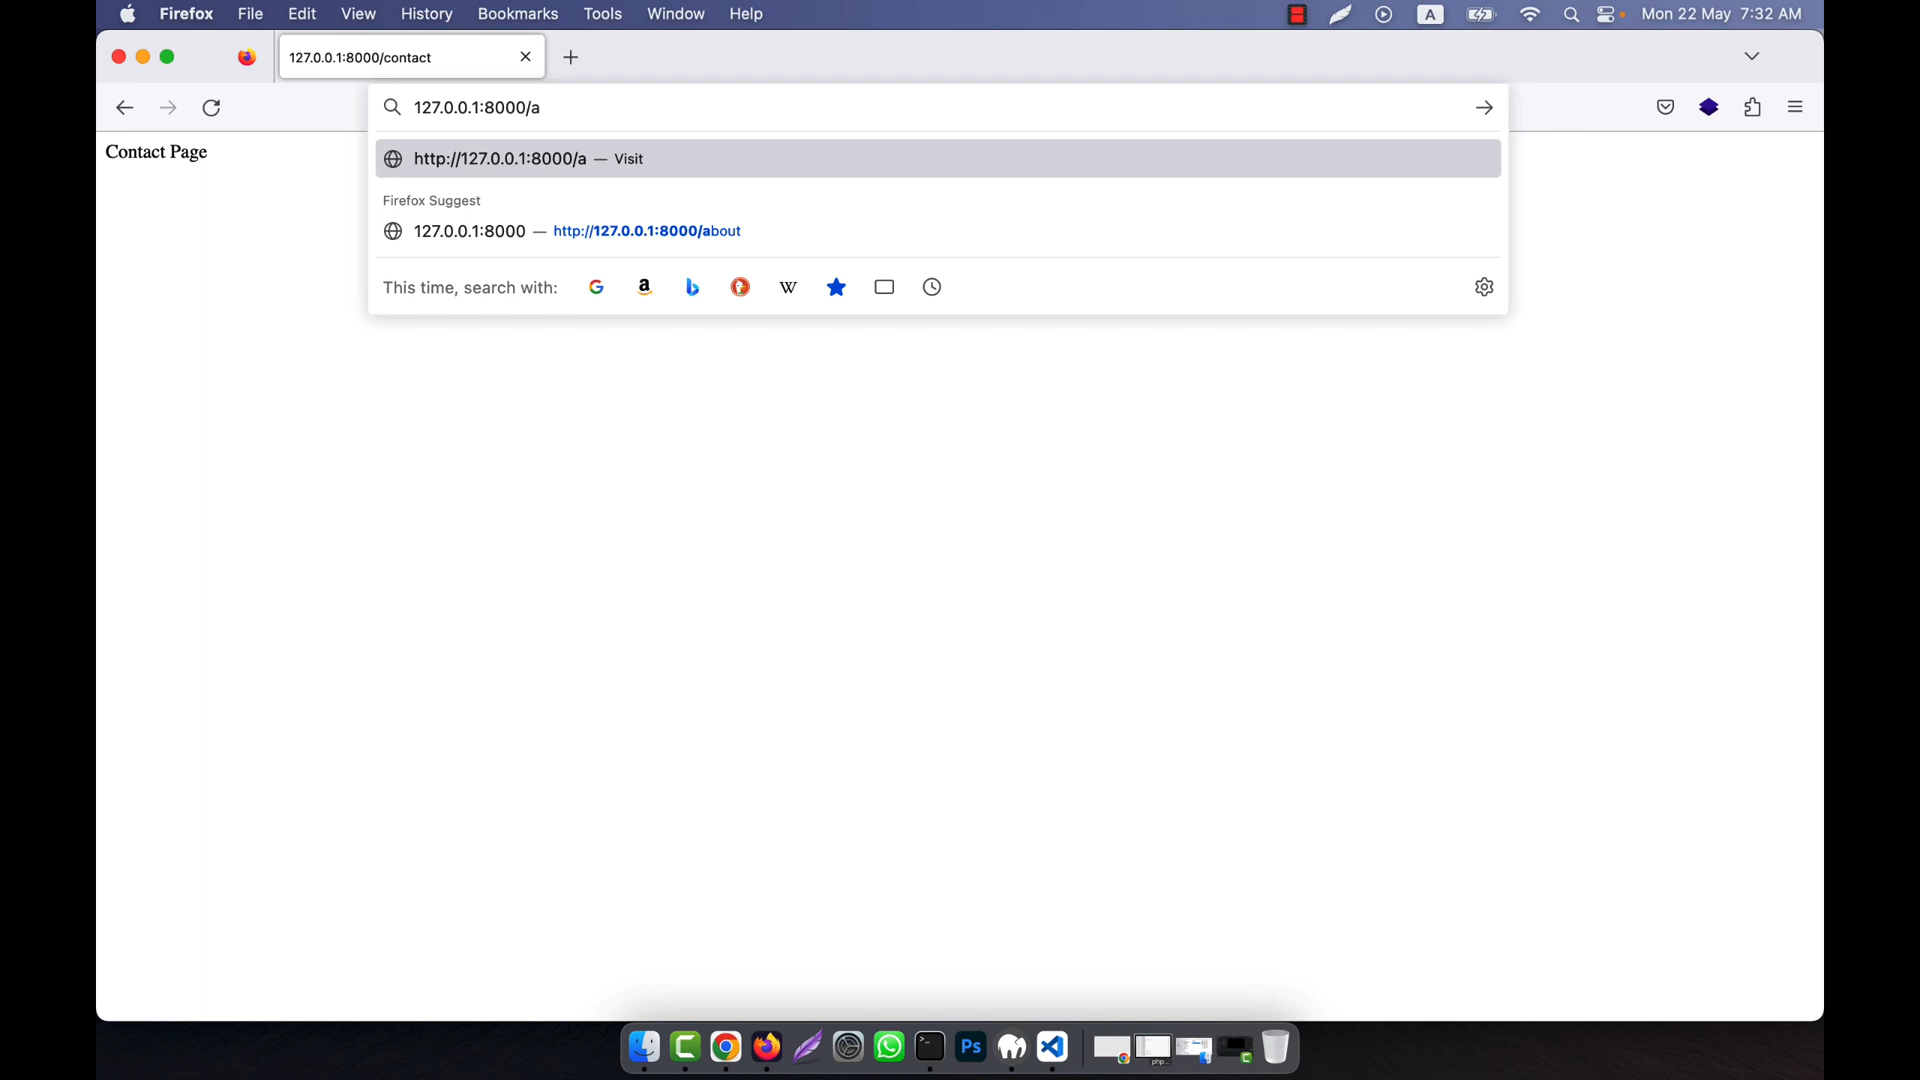 Firefox File Edit View History Bookmarks Tools Window Help A Mon 22 May 7:32 AM
127.0.0.1:8000/contact
127.0.0.1:8000/a
Contact Page
http://127.0.0.1:8000/a — Visit
Firefox Suggest
127.0.0.1:8000 — http://127.0.0.1:8000/about
This time, search with: G a b W
Ps
php